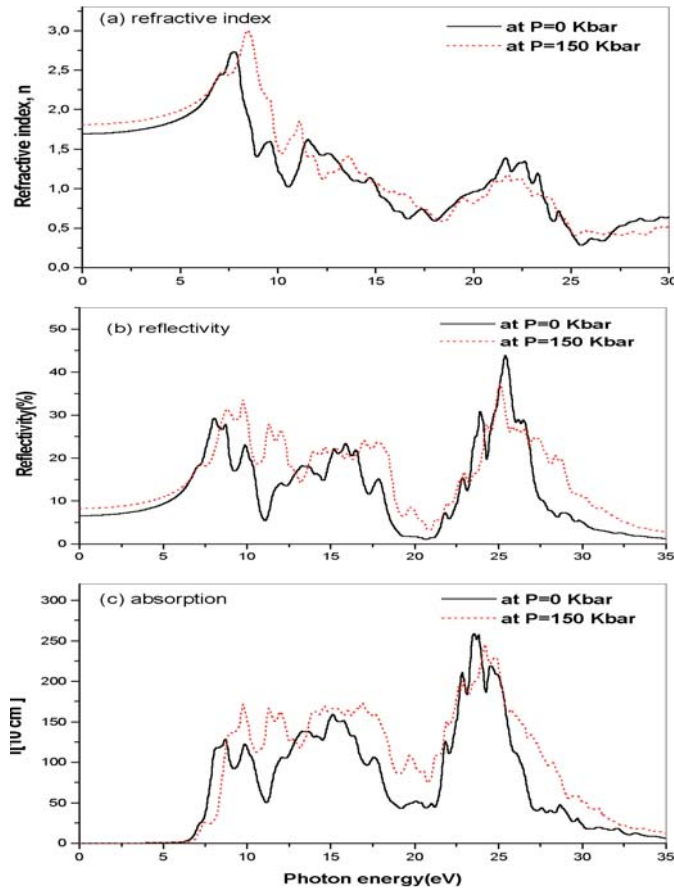 (a) refractive index
at P=0 Kbar
at P=150 Kbar
Refractive index, n
3,0
2,5
2,0
1,5
1,0
0,5
0,0
0 5 10 15 20 25 30
(b) reflectivity
at P=0 Kbar
at P=150 Kbar
Reflectivity(%)
50
40
30
20
10
0
0 5 10 15 20 25 30 35
(c) absorption
at P=0 Kbar
at P=150 Kbar
300
250
200
150
100
50
0
0 5 10 15 20 25 30 35
Photon energy(eV)